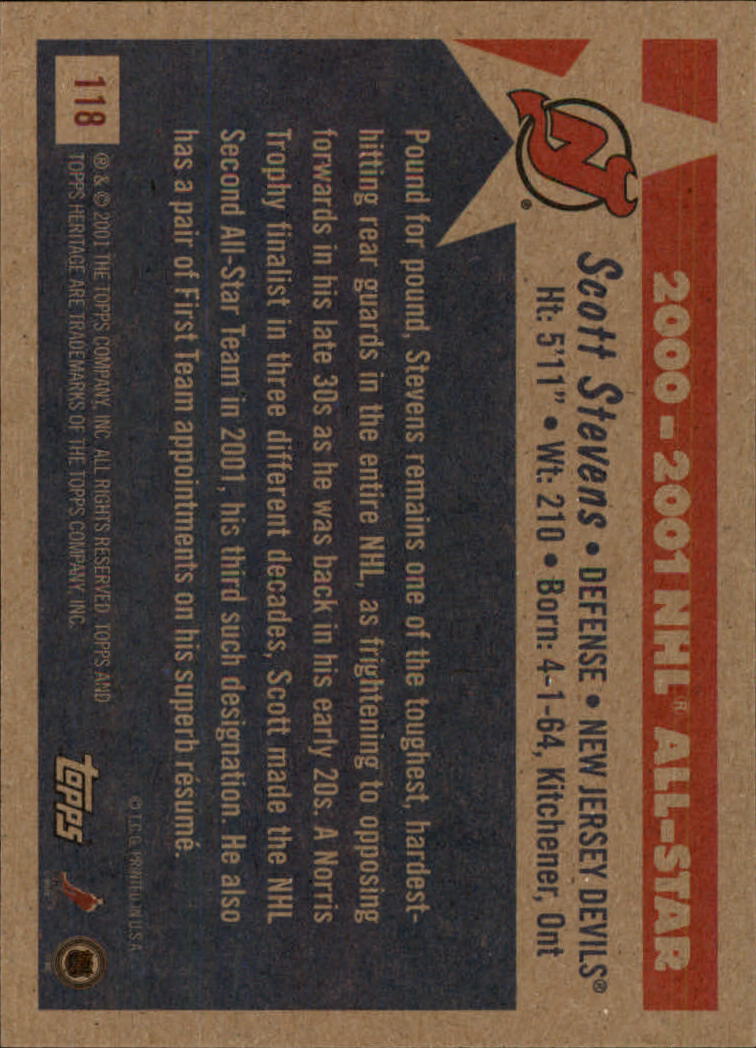 2000 - 2001 NHL® ALL-STAR
Scott Stevens • DEFENSE • NEW JERSEY DEVILS®
Ht: 5'11" • Wt: 210 • Born: 4-1-64, Kitchener, Ont
Pound for pound, Stevens remains one of the toughest, hardest-
hitting rear guards in the entire NHL, as frightening to opposing
forwards in his late 30s as he was back in his early 20s. A Norris
Trophy finalist in three different decades, Scott made the NHL
Second All-Star Team in 2001, his third such designation. He also
has a pair of First Team appointments on his superb résumé.
118
® & © 2001 THE TOPPS COMPANY, INC. ALL RIGHTS RESERVED. TOPPS AND
TOPPS HERITAGE ARE TRADEMARKS OF THE TOPPS COMPANY, INC.
© T.C.G. PRINTED IN U.S.A.
topps